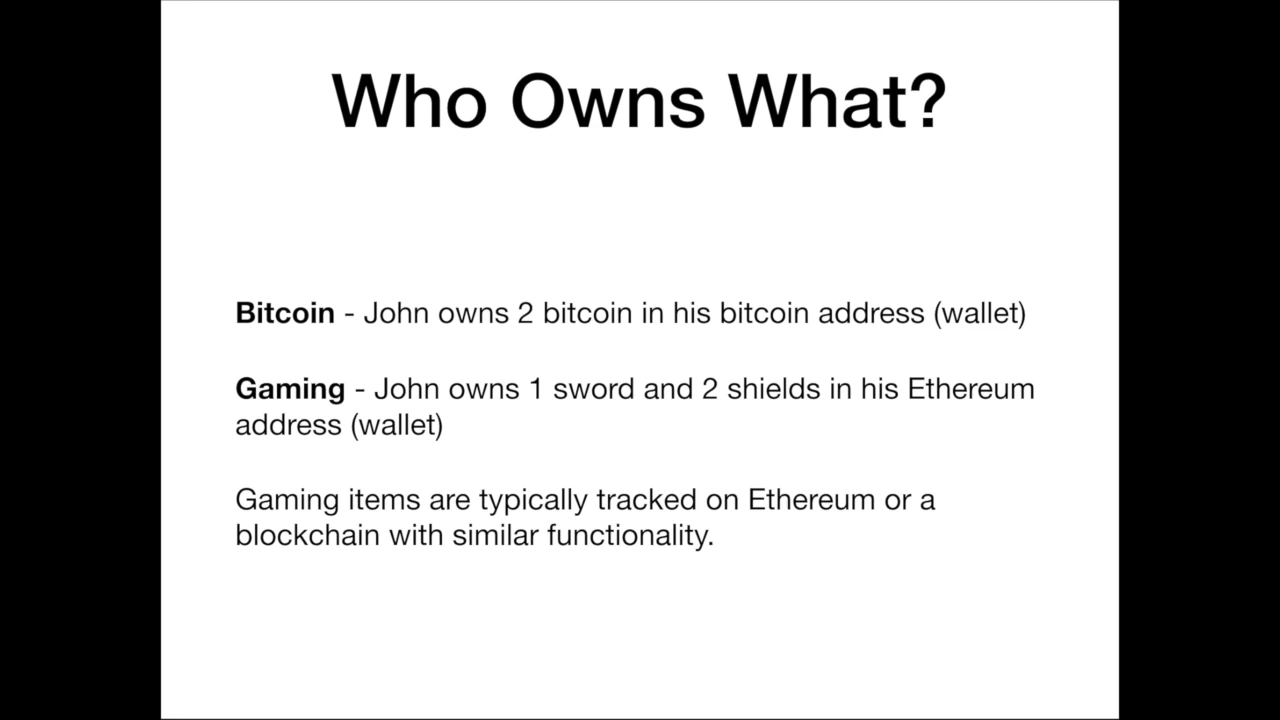 Who Owns What?
Bitcoin - John owns 2 bitcoin in his bitcoin address (wallet)
Gaming - John owns 1 sword and 2 shields in his Ethereum
address (wallet)
Gaming items are typically tracked on Ethereum or a
blockchain with similar functionality.